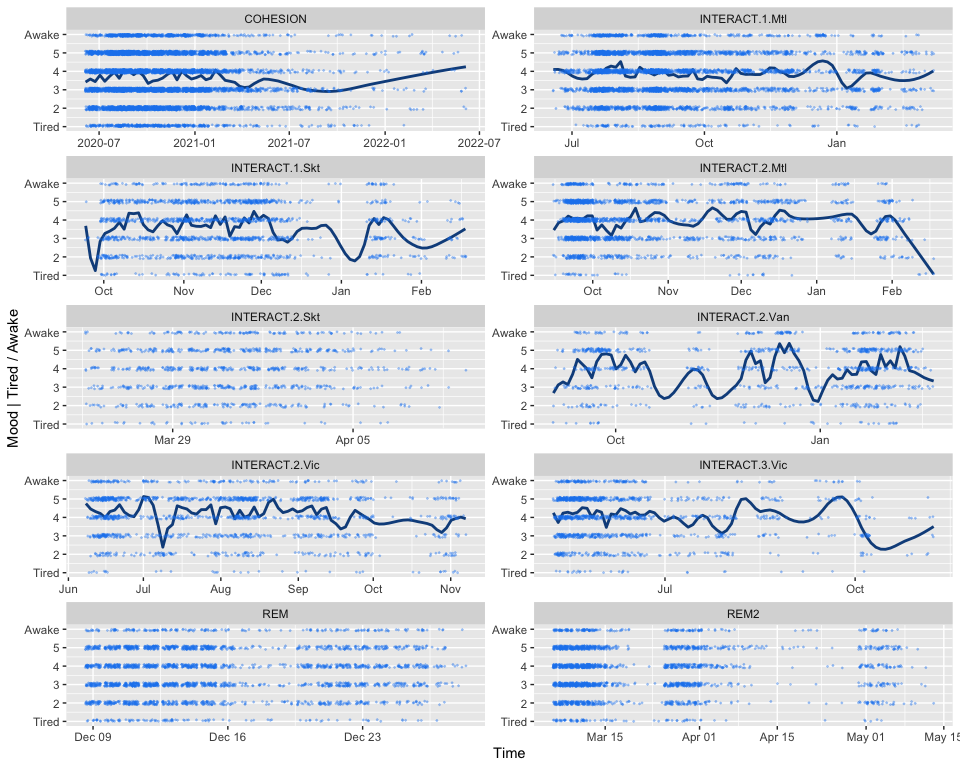 COHESION
INTERACT.1.Mtl
Awake
5
4
3
2
Tired
2020-07
2021-01
2021-07
2022-01
2022-07
Awake
5
4
3
2
Tired
Jul
Oct
Jan
INTERACT.1.Skt
INTERACT.2.Mtl
Awake
5
4
3
2
Tired
Oct
Nov
Dec
Jan
Feb
Awake
5
4
3
2
Tired
Oct
Nov
Dec
Jan
Feb
INTERACT.2.Skt
INTERACT.2.Van
Awake
5
4
3
2
Tired
Mar 29
Apr 05
Awake
5
4
3
2
Tired
Oct
Jan
INTERACT.2.Vic
INTERACT.3.Vic
Awake
5
4
3
2
Tired
Jun
Jul
Aug
Sep
Oct
Nov
Awake
5
4
3
2
Tired
Jul
Oct
REM
REM2
Awake
5
4
3
2
Tired
Dec 09
Dec 16
Dec 23
Awake
5
4
3
2
Tired
Mar 15
Apr 01
Apr 15
May 01
May 15
Mood | Tired / Awake
Time